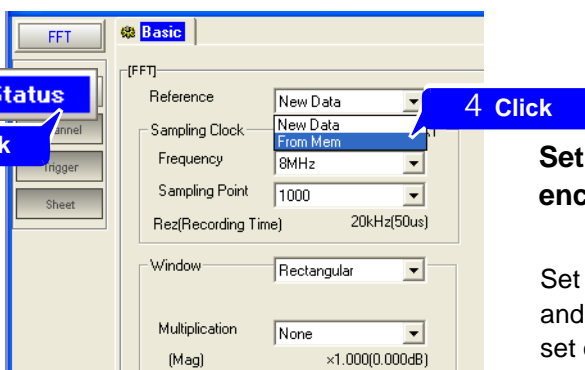 FFT
Basic
[FFT]
Status
Reference
New Data
4 Click
New Data
From Mem
Sampling Clock
Frequency
8MHz
Trigger
Sampling Point
1000
Sheet
Rez(Recording Time)
20kHz(50us)
Window
Rectangular
Multiplication
None
(Mag)
×1.000(0.000dB)
Set
Set
and
set